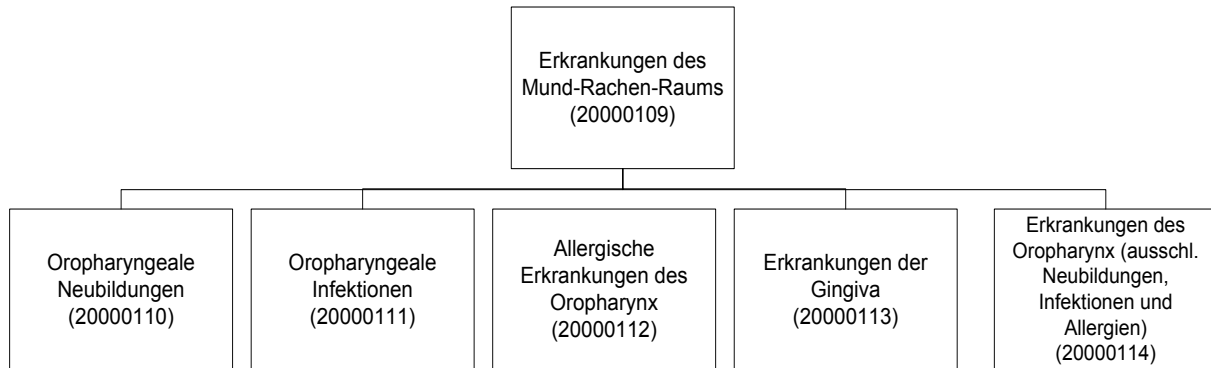 Erkrankungen des
Mund-Rachen-Raums
(20000109)
Oropharyngeale
Neubildungen
(20000110)
Oropharyngeale
Infektionen
(20000111)
Allergische
Erkrankungen des
Oropharynx
(20000112)
Erkrankungen der
Gingiva
(20000113)
Erkrankungen des
Oropharynx (ausschl.
Neubildungen,
Infektionen und
Allergien)
(20000114)